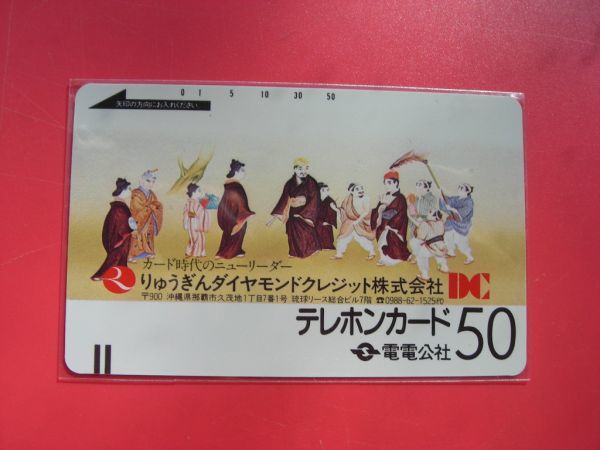 0 1 5 10 30 50
矢印の方向にお入れください
カード時代のニューリーダー
りゅうぎんダイヤモンドクレジット株式会社 DC
〒900 沖縄県那覇市久茂地1丁目7番1号 琉球リース総合ビル7階 ☎0988-62-1525㈹
テレホンカード 50
電電公社